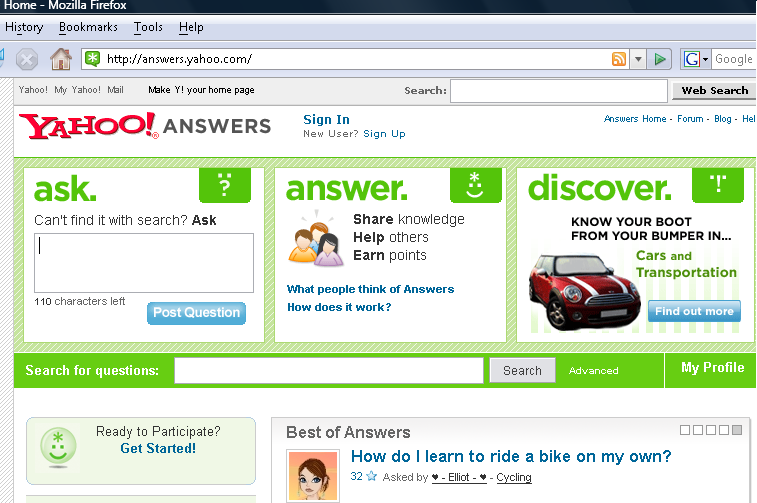 Home - Mozilla Firefox
History Bookmarks Tools Help
http://answers.yahoo.com/ G Google
Yahoo! My Yahoo! Mail Make Y! your home page Search: Web Search
YAHOO! ANSWERS
Sign In
New User? Sign Up
Answers Home - Forum - Blog - Hel
ask.
Can't find it with search? Ask
110 characters left
Post Question
answer.
Share knowledge
Help others
Earn points
What people think of Answers
How does it work?
discover.
KNOW YOUR BOOT
FROM YOUR BUMPER IN...
Cars and
Transportation
Find out more
Search for questions: Search Advanced My Profile
Ready to Participate?
Get Started!
Best of Answers
How do I learn to ride a bike on my own?
32 Asked by ♥ - Elliot - ♥ - Cycling